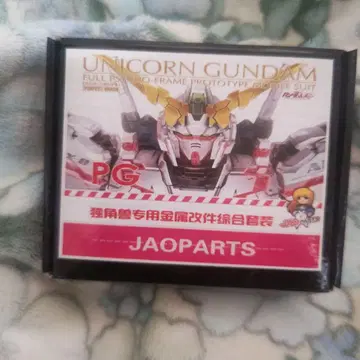 UNICORN GUNDAM
FULL PSYCHO-FRAME PROTOTYPE MOBILE SUIT
PG
独角兽专用金属改件综合套装
JAOPARTS